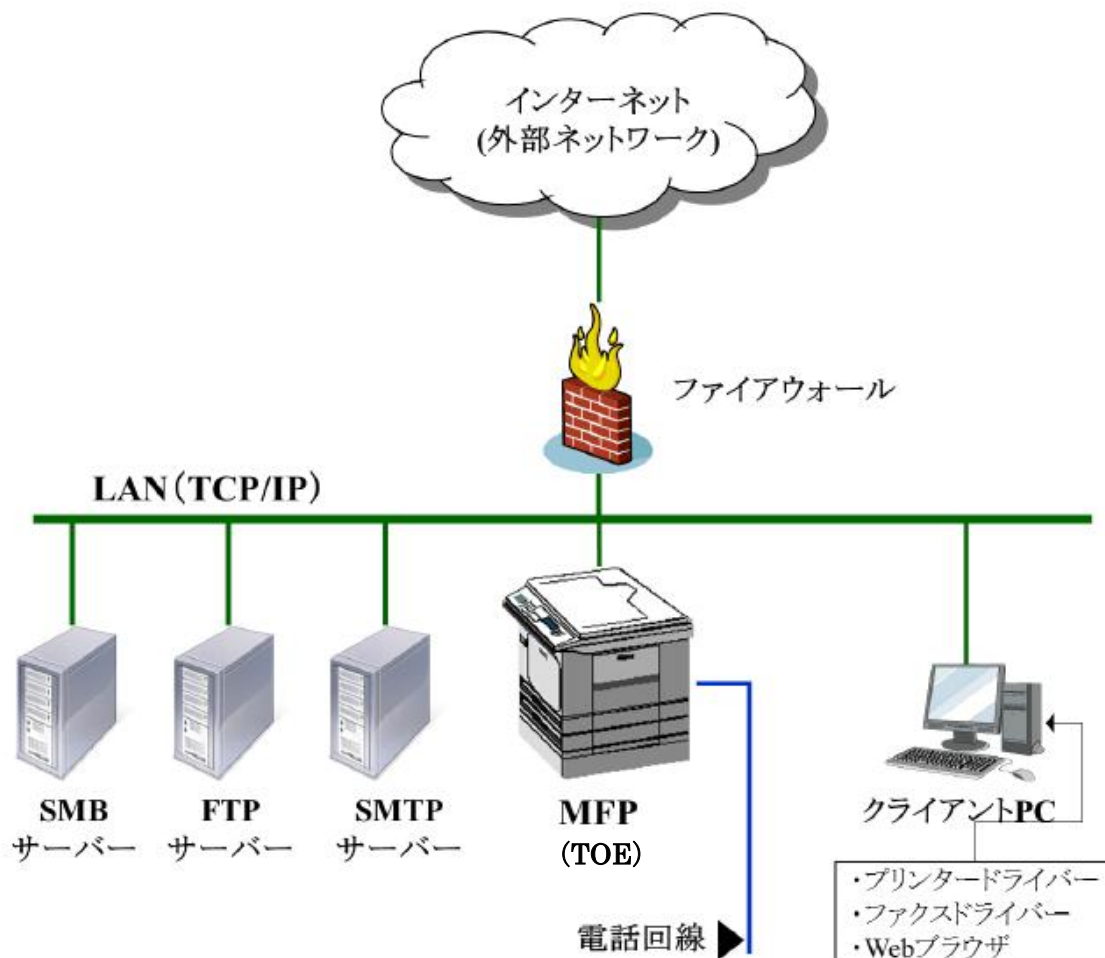 インターネット
(外部ネットワーク)
ファイアウォール
LAN(TCP/IP)
SMB
サーバー
FTP
サーバー
SMTP
サーバー
MFP
(TOE)
クライアントPC
・プリンタードライバー
・ファクスドライバー
・Webブラウザ
電話回線